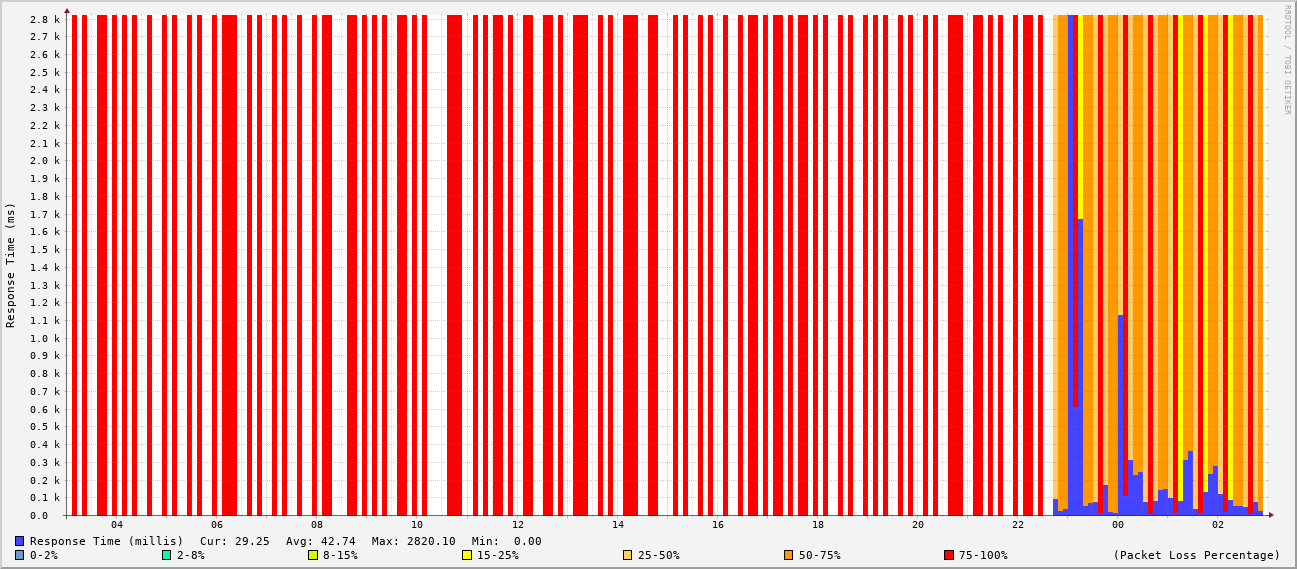 RRDTOOL / TOBI OETIKER
Response Time (ms)
2.8 k
2.7 k
2.6 k
2.5 k
2.4 k
2.3 k
2.2 k
2.1 k
2.0 k
1.9 k
1.8 k
1.7 k
1.6 k
1.5 k
1.4 k
1.3 k
1.2 k
1.1 k
1.0 k
0.9 k
0.8 k
0.7 k
0.6 k
0.5 k
0.4 k
0.3 k
0.2 k
0.1 k
0.0
04 06 08 10 12 14 16 18 20 22 00 02
Response Time (millis) Cur: 29.25 Avg: 42.74 Max: 2820.10 Min: 0.00
0-2% 2-8% 8-15% 15-25% 25-50% 50-75% 75-100% (Packet Loss Percentage)